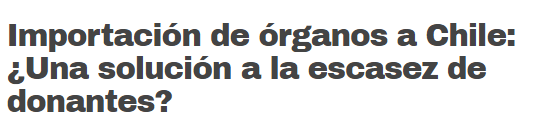 Importación de órganos a Chile:
¿Una solución a la escasez de
donantes?